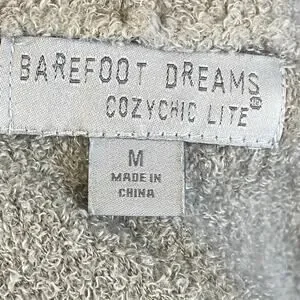 BAREFOOT DREAMS
COZYCHIC LITE®
M
MADE IN
CHINA